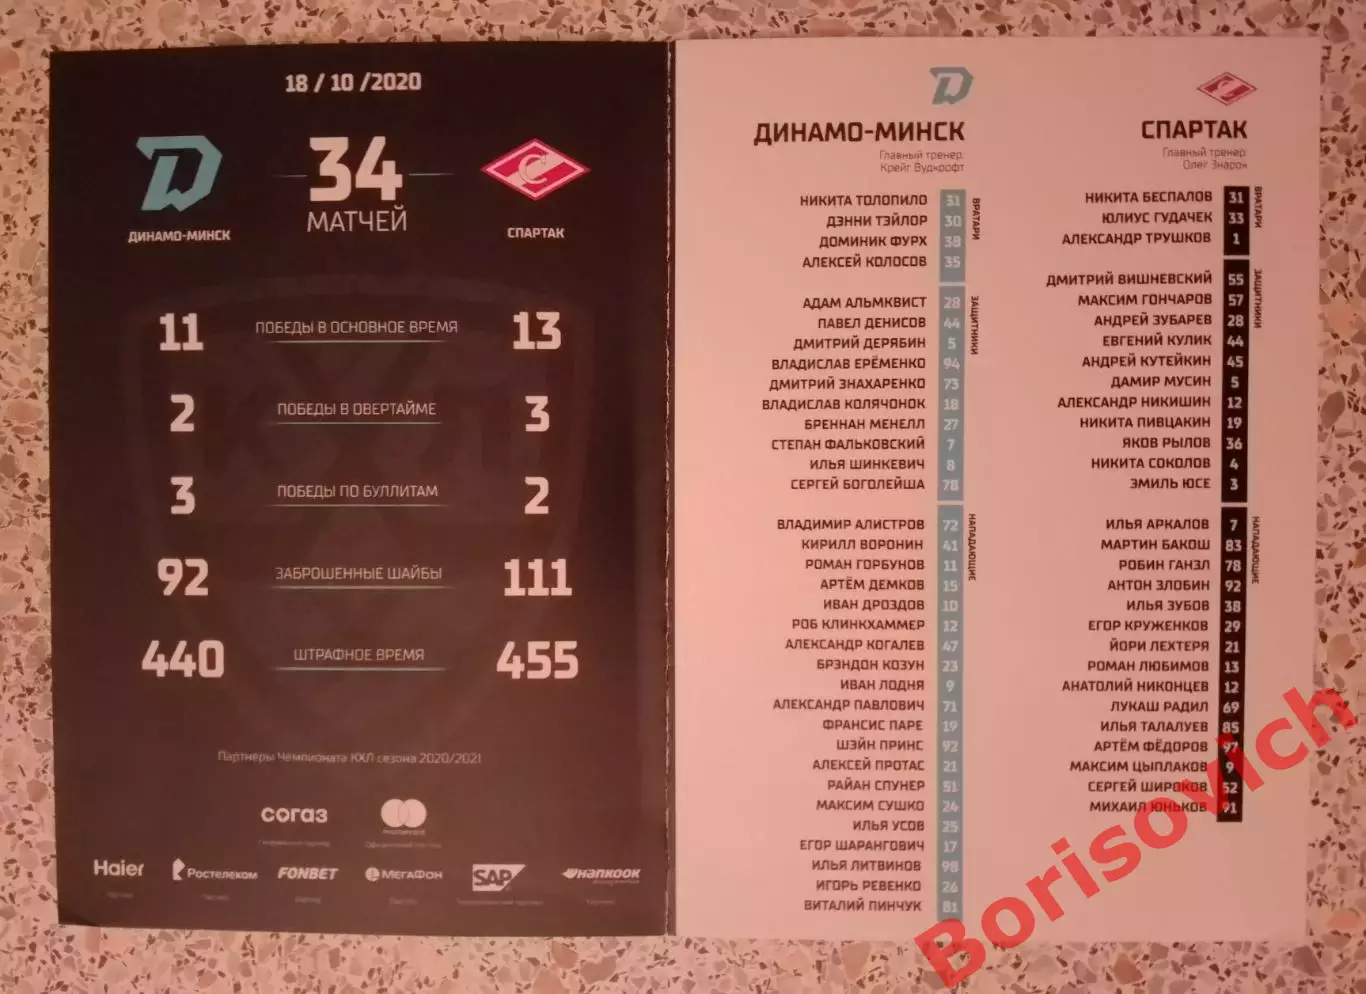 18 / 10 /2020
34
МАТЧЕЙ
ДИНАМО-МИНСК
СПАРТАК
11 ПОБЕДЫ В ОСНОВНОЕ ВРЕМЯ 13
2 ПОБЕДЫ В ОВЕРТАЙМЕ 3
3 ПОБЕДЫ ПО БУЛЛИТАМ 2
92 ЗАБРОШЕННЫЕ ШАЙБЫ 111
440 ШТРАФНОЕ ВРЕМЯ 455
Партнеры Чемпионата КХЛ сезона 2020/2021
согаз
mastercard
Haier Ростелеком FONBET МегаФон SAP HANKOOK
ДИНАМО-МИНСК
Главный тренер:
Крейг Вудкрофт
ВРАТАРИ
НИКИТА ТОЛОПИЛО 31
ДЭННИ ТЭЙЛОР 30
ДОМИНИК ФУРХ 38
АЛЕКСЕЙ КОЛОСОВ 35
ЗАЩИТНИКИ
АДАМ АЛЬМКВИСТ 28
ПАВЕЛ ДЕНИСОВ 44
ДМИТРИЙ ДЕРЯБИН 5
ВЛАДИСЛАВ ЕРЁМЕНКО 94
ДМИТРИЙ ЗНАХАРЕНКО 73
ВЛАДИСЛАВ КОЛЯЧОНОК 18
БРЕННАН МЕНЕЛЛ 27
СТЕПАН ФАЛЬКОВСКИЙ 7
ИЛЬЯ ШИНКЕВИЧ 8
СЕРГЕЙ БОГОЛЕЙША 78
НАПАДАЮЩИЕ
ВЛАДИМИР АЛИСТРОВ 72
КИРИЛЛ ВОРОНИН 41
РОМАН ГОРБУНОВ 11
АРТЁМ ДЕМКОВ 15
ИВАН ДРОЗДОВ 10
РОБ КЛИНКХАММЕР 12
АЛЕКСАНДР КОГАЛЕВ 47
БРЭНДОН КОЗУН 23
ИВАН ЛОДНЯ 9
АЛЕКСАНДР ПАВЛОВИЧ 71
ФРАНСИС ПАРЕ 19
ШЭЙН ПРИНС 92
АЛЕКСЕЙ ПРОТАС 21
РАЙАН СПУНЕР 51
МАКСИМ СУШКО 24
ИЛЬЯ УСОВ 25
ЕГОР ШАРАНГОВИЧ 17
ИЛЬЯ ЛИТВИНОВ 98
ИГОРЬ РЕВЕНКО 26
ВИТАЛИЙ ПИНЧУК 81
СПАРТАК
Главный тренер:
Олег Знарок
ВРАТАРИ
НИКИТА БЕСПАЛОВ 31
ЮЛИУС ГУДАЧЕК 33
АЛЕКСАНДР ТРУШКОВ 1
ЗАЩИТНИКИ
ДМИТРИЙ ВИШНЕВСКИЙ 55
МАКСИМ ГОНЧАРОВ 57
АНДРЕЙ ЗУБАРЕВ 28
ЕВГЕНИЙ КУЛИК 44
АНДРЕЙ КУТЕЙКИН 45
ДАМИР МУСИН 5
АЛЕКСАНДР НИКИШИН 12
НИКИТА ПИВЦАКИН 19
ЯКОВ РЫЛОВ 36
НИКИТА СОКОЛОВ 4
ЭМИЛЬ ЮСЕ 3
НАПАДАЮЩИЕ
ИЛЬЯ АРКАЛОВ 7
МАРТИН БАКОШ 83
РОБИН ГАНЗЛ 78
АНТОН ЗЛОБИН 92
ИЛЬЯ ЗУБОВ 38
ЕГОР КРУЖЕНКОВ 29
ЙОРИ ЛЕХТЕРЯ 21
РОМАН ЛЮБИМОВ 13
АНАТОЛИЙ НИКОНЦЕВ 12
ЛУКАШ РАДИЛ 69
ИЛЬЯ ТАЛАЛУЕВ 85
АРТЁМ ФЁДОРОВ 97
МАКСИМ ЦЫПЛАКОВ 9
СЕРГЕЙ ШИРОКОВ 52
МИХАИЛ ЮНЬКОВ 91
Borisovich